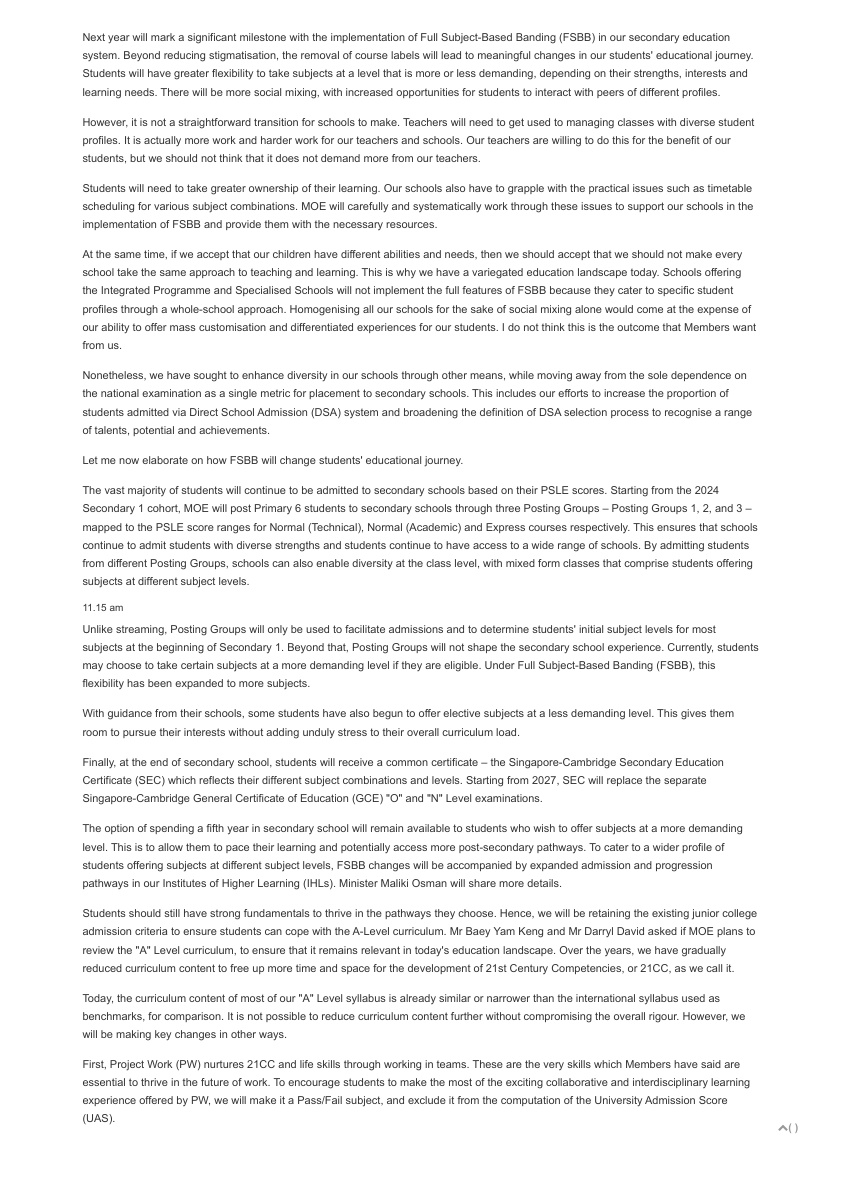 Next year will mark a significant milestone with the implementation of Full Subject-Based Banding (FSBB) in our secondary education
system. Beyond reducing stigmatisation, the removal of course labels will lead to meaningful changes in our students' educational journey.
Students will have greater flexibility to take subjects at a level that is more or less demanding, depending on their strengths, interests and
learning needs. There will be more social mixing, with increased opportunities for students to interact with peers of different profiles.
However, it is not a straightforward transition for schools to make. Teachers will need to get used to managing classes with diverse student
profiles. It is actually more work and harder work for our teachers and schools. Our teachers are willing to do this for the benefit of our
students, but we should not think that it does not demand more from our teachers.
Students will need to take greater ownership of their learning. Our schools also have to grapple with the practical issues such as timetable
scheduling for various subject combinations. MOE will carefully and systematically work through these issues to support our schools in the
implementation of FSBB and provide them with the necessary resources.
At the same time, if we accept that our children have different abilities and needs, then we should accept that we should not make every
school take the same approach to teaching and learning. This is why we have a variegated education landscape today. Schools offering
the Integrated Programme and Specialised Schools will not implement the full features of FSBB because they cater to specific student
profiles through a whole-school approach. Homogenising all our schools for the sake of social mixing alone would come at the expense of
our ability to offer mass customisation and differentiated experiences for our students. I do not think this is the outcome that Members want
from us.
Nonetheless, we have sought to enhance diversity in our schools through other means, while moving away from the sole dependence on
the national examination as a single metric for placement to secondary schools. This includes our efforts to increase the proportion of
students admitted via Direct School Admission (DSA) system and broadening the definition of DSA selection process to recognise a range
of talents, potential and achievements.
Let me now elaborate on how FSBB will change students' educational journey.
The vast majority of students will continue to be admitted to secondary schools based on their PSLE scores. Starting from the 2024
Secondary 1 cohort, MOE will post Primary 6 students to secondary schools through three Posting Groups – Posting Groups 1, 2, and 3 –
mapped to the PSLE score ranges for Normal (Technical), Normal (Academic) and Express courses respectively. This ensures that schools
continue to admit students with diverse strengths and students continue to have access to a wide range of schools. By admitting students
from different Posting Groups, schools can also enable diversity at the class level, with mixed form classes that comprise students offering
subjects at different subject levels.
11.15 am
Unlike streaming, Posting Groups will only be used to facilitate admissions and to determine students' initial subject levels for most
subjects at the beginning of Secondary 1. Beyond that, Posting Groups will not shape the secondary school experience. Currently, students
may choose to take certain subjects at a more demanding level if they are eligible. Under Full Subject-Based Banding (FSBB), this
flexibility has been expanded to more subjects.
With guidance from their schools, some students have also begun to offer elective subjects at a less demanding level. This gives them
room to pursue their interests without adding unduly stress to their overall curriculum load.
Finally, at the end of secondary school, students will receive a common certificate – the Singapore-Cambridge Secondary Education
Certificate (SEC) which reflects their different subject combinations and levels. Starting from 2027, SEC will replace the separate
Singapore-Cambridge General Certificate of Education (GCE) "O" and "N" Level examinations.
The option of spending a fifth year in secondary school will remain available to students who wish to offer subjects at a more demanding
level. This is to allow them to pace their learning and potentially access more post-secondary pathways. To cater to a wider profile of
students offering subjects at different subject levels, FSBB changes will be accompanied by expanded admission and progression
pathways in our Institutes of Higher Learning (IHLs). Minister Maliki Osman will share more details.
Students should still have strong fundamentals to thrive in the pathways they choose. Hence, we will be retaining the existing junior college
admission criteria to ensure students can cope with the A-Level curriculum. Mr Baey Yam Keng and Mr Darryl David asked if MOE plans to
review the "A" Level curriculum, to ensure that it remains relevant in today's education landscape. Over the years, we have gradually
reduced curriculum content to free up more time and space for the development of 21st Century Competencies, or 21CC, as we call it.
Today, the curriculum content of most of our "A" Level syllabus is already similar or narrower than the international syllabus used as
benchmarks, for comparison. It is not possible to reduce curriculum content further without compromising the overall rigour. However, we
will be making key changes in other ways.
First, Project Work (PW) nurtures 21CC and life skills through working in teams. These are the very skills which Members have said are
essential to thrive in the future of work. To encourage students to make the most of the exciting collaborative and interdisciplinary learning
experience offered by PW, we will make it a Pass/Fail subject, and exclude it from the computation of the University Admission Score
(UAS).
( )